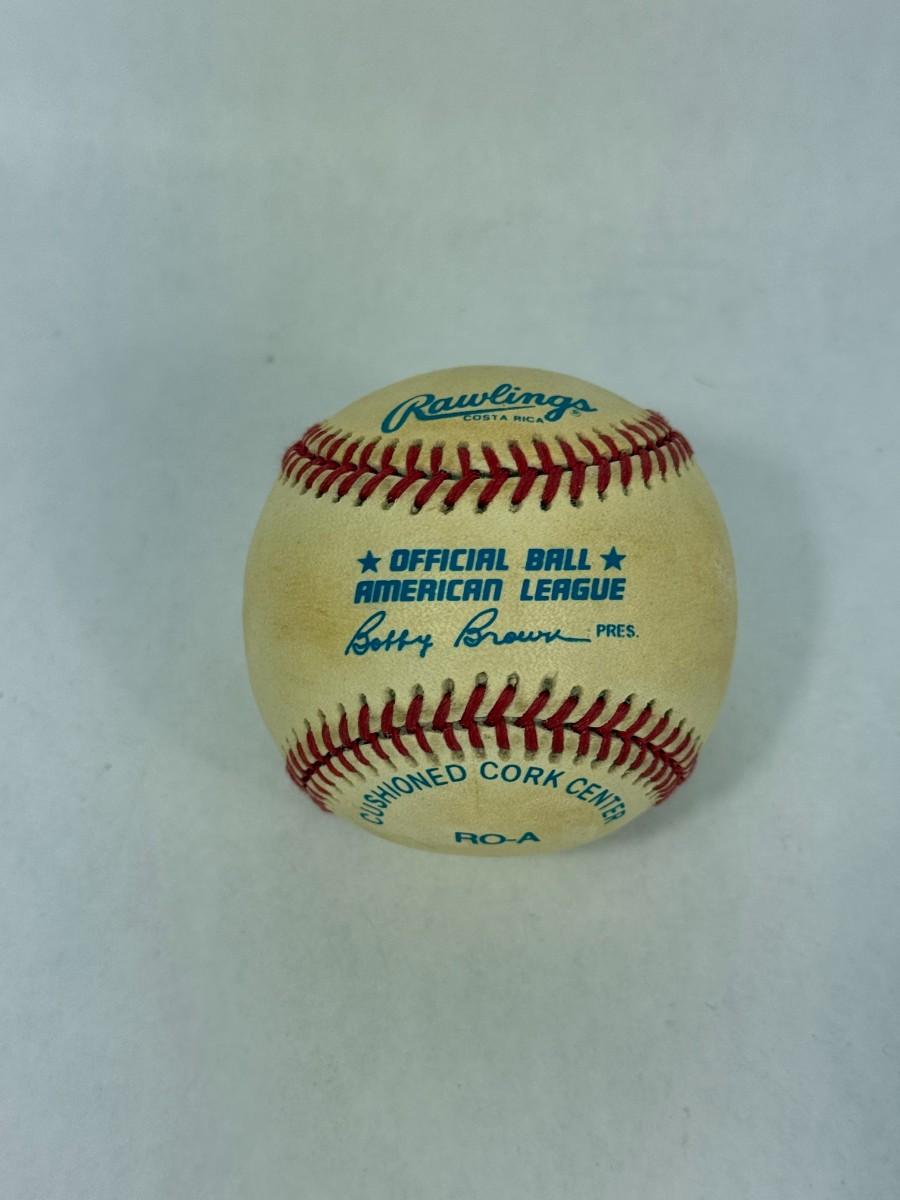 Rawlings®
COSTA RICA
★ OFFICIAL BALL ★
AMERICAN LEAGUE
Bobby Brown PRES.
CUSHIONED CORK CENTER
RO-A